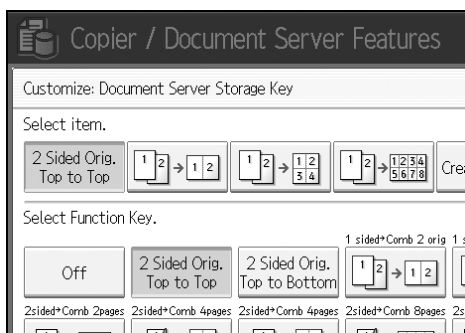 Copier / Document Server Features
Customize: Document Server Storage Key
Select item.
2 Sided Orig.
Top to Top
1 2 → 1 2
1 2 → 1 2
3 4
1 2 → 1 2 3 4
5 6 7 8
Select Function Key.
1 sided→Comb 2 orig
Off
2 Sided Orig.
Top to Top
2 Sided Orig.
Top to Bottom
1 2 → 1 2
2sided→Comb 2pages 2sided→Comb 4pages 2sided→Comb 4pages 2sided→Comb 8pages